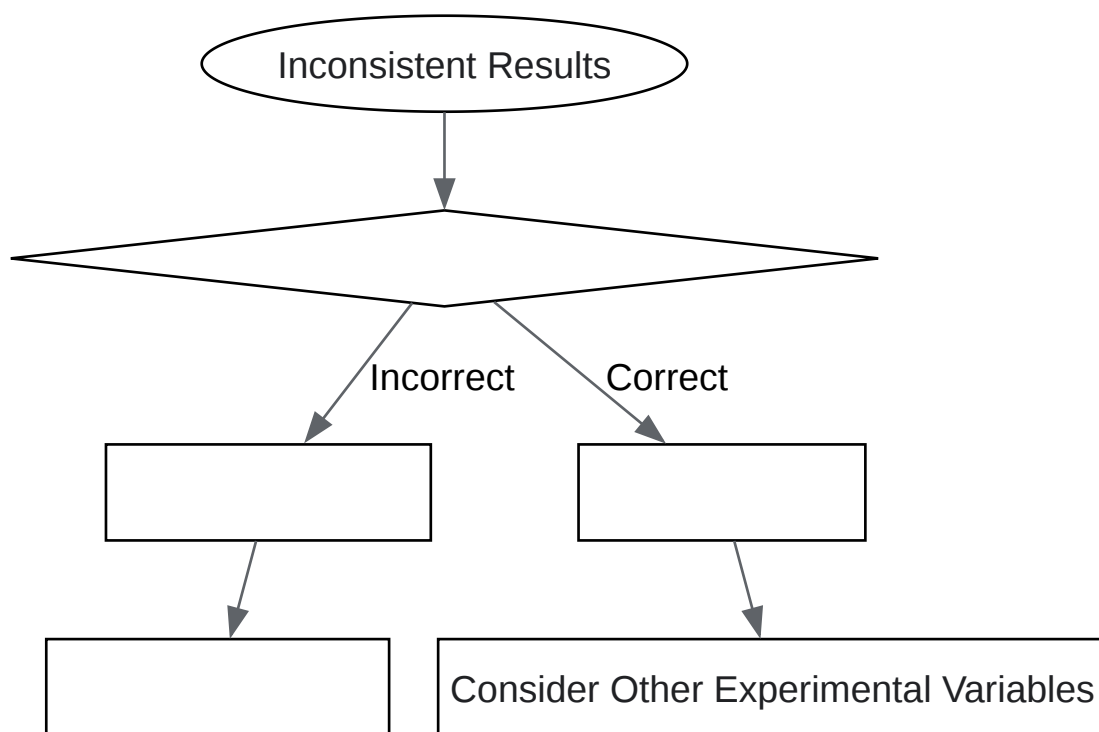 Inconsistent Results
Incorrect
Correct
Consider Other Experimental Variables